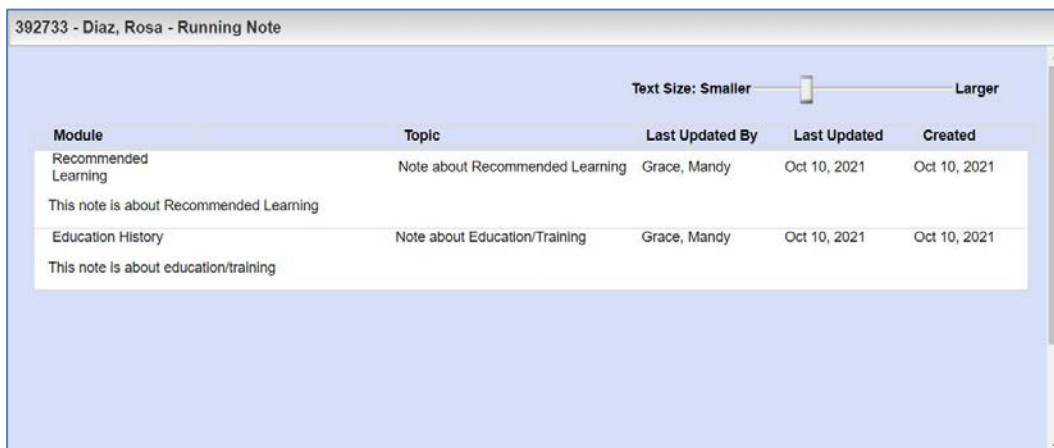 392733 - Diaz, Rosa - Running Note
Text Size: Smaller Larger
Module Topic Last Updated By Last Updated Created
Recommended
Learning Note about Recommended Learning Grace, Mandy Oct 10, 2021 Oct 10, 2021
This note is about Recommended Learning
Education History Note about Education/Training Grace, Mandy Oct 10, 2021 Oct 10, 2021
This note is about education/training